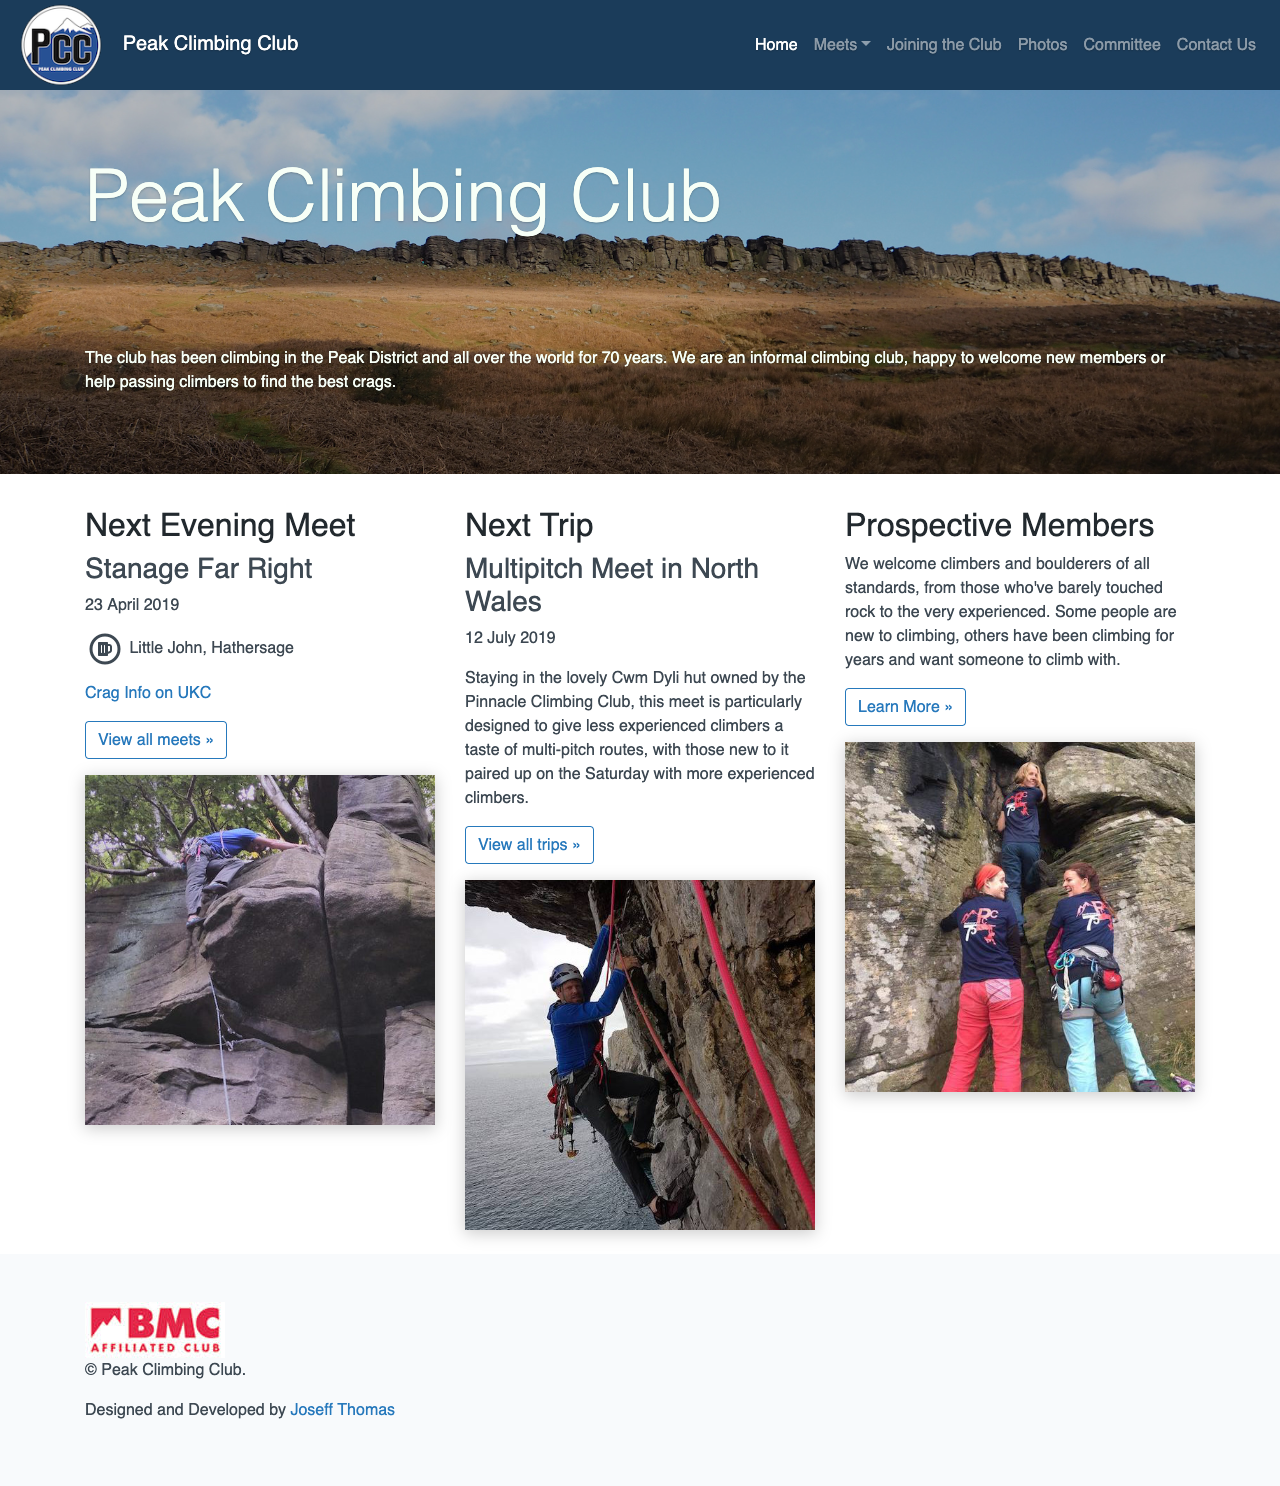 PCC
PEAK CLIMBING CLUB
Peak Climbing Club
Home Meets Joining the Club Photos Committee Contact Us
Peak Climbing Club
The club has been climbing in the Peak District and all over the world for 70 years. We are an informal climbing club, happy to welcome new members or
help passing climbers to find the best crags.
Next Evening Meet
Stanage Far Right
23 April 2019
Little John, Hathersage
Crag Info on UKC
View all meets »
Next Trip
Multipitch Meet in North
Wales
12 July 2019
Staying in the lovely Cwm Dyli hut owned by the
Pinnacle Climbing Club, this meet is particularly
designed to give less experienced climbers a
taste of multi-pitch routes, with those new to it
paired up on the Saturday with more experienced
climbers.
View all trips »
Prospective Members
We welcome climbers and boulderers of all
standards, from those who've barely touched
rock to the very experienced. Some people are
new to climbing, others have been climbing for
years and want someone to climb with.
Learn More »
BMC
AFFILIATED CLUB
© Peak Climbing Club.
Designed and Developed by Joseff Thomas